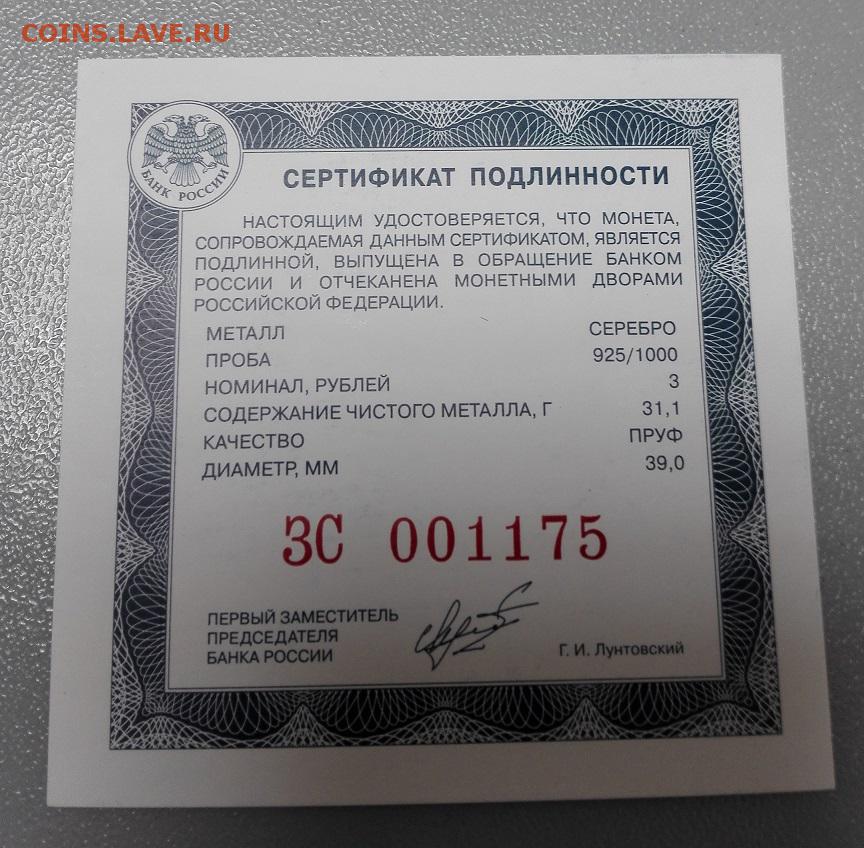 COINS.LAVE.RU
БАНК РОССИИ
СЕРТИФИКАТ ПОДЛИННОСТИ
НАСТОЯЩИМ УДОСТОВЕРЯЕТСЯ, ЧТО МОНЕТА,
СОПРОВОЖДАЕМАЯ ДАННЫМ СЕРТИФИКАТОМ, ЯВЛЯЕТСЯ
ПОДЛИННОЙ, ВЫПУЩЕНА В ОБРАЩЕНИЕ БАНКОМ
РОССИИ И ОТЧЕКАНЕНА МОНЕТНЫМИ ДВОРАМИ
РОССИЙСКОЙ ФЕДЕРАЦИИ.
МЕТАЛЛ СЕРЕБРО
ПРОБА 925/1000
НОМИНАЛ, РУБЛЕЙ 3
СОДЕРЖАНИЕ ЧИСТОГО МЕТАЛЛА, Г 31,1
КАЧЕСТВО ПРУФ
ДИАМЕТР, ММ 39,0
ЗС 001175
ПЕРВЫЙ ЗАМЕСТИТЕЛЬ
ПРЕДСЕДАТЕЛЯ
БАНКА РОССИИ Г. И. Лунтовский